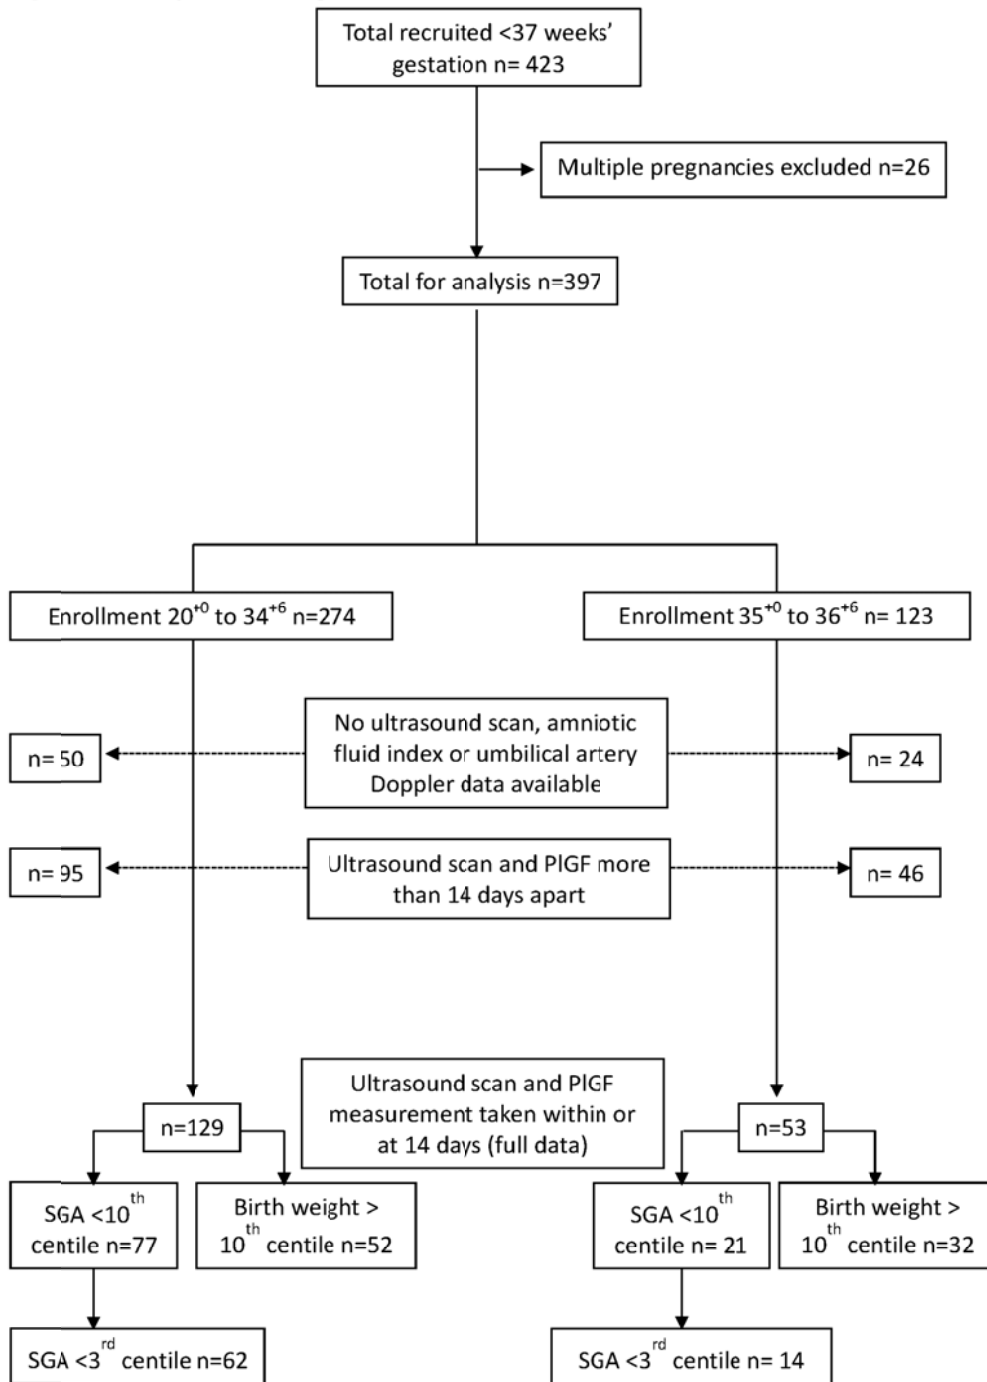 Total recruited <37 weeks'
gestation n= 423
Multiple pregnancies excluded n=26
Total for analysis n=397
Enrollment 20⁺⁰ to 34⁺⁶ n=274
Enrollment 35⁺⁰ to 36⁺⁶ n= 123
No ultrasound scan, amniotic
fluid index or umbilical artery
Doppler data available
n= 50
n= 24
Ultrasound scan and PlGF more
than 14 days apart
n= 95
n= 46
Ultrasound scan and PlGF
measurement taken within or
at 14 days (full data)
n=129
n=53
SGA <10th
centile n=77
Birth weight >
10th centile n=52
SGA <10th
centile n= 21
Birth weight >
10th centile n=32
SGA <3rd centile n=62
SGA <3rd centile n= 14